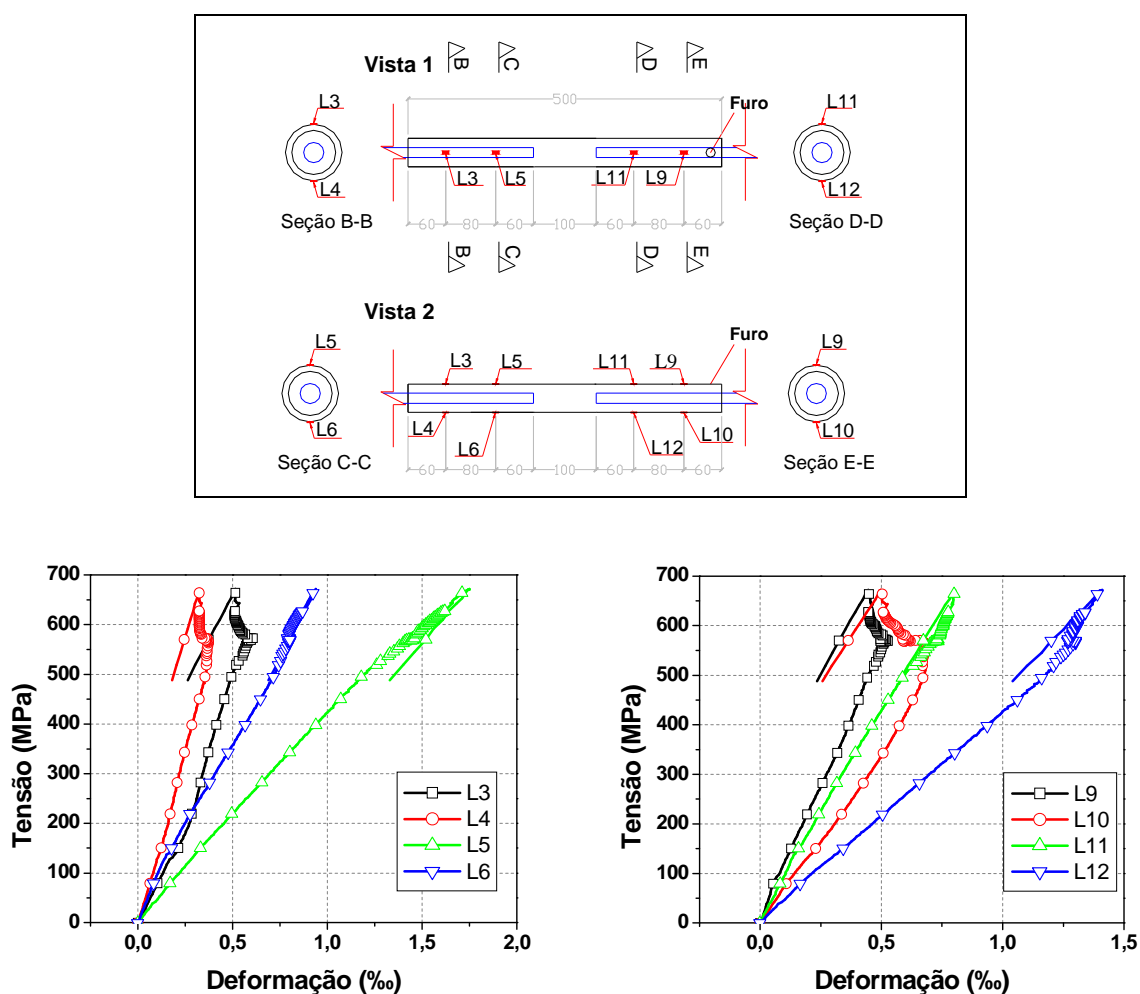 Vista 1
B C D E
500
Furo
L3 L11
L4 L12
L3 L5 L11 L9
Seção B-B Seção D-D
60 80 60 100 60 80 60
B C D E
Vista 2
Furo
L5 L3 L5 L11 L9 L9
L6 L4 L6 L12 L10 L10
Seção C-C Seção E-E
60 80 60 100 60 80 60
Tensão (MPa)
700
600
500
400
300
200
100
0
0,0 0,5 1,0 1,5 2,0
Deformação (‰)
L3
L4
L5
L6
Tensão (MPa)
700
600
500
400
300
200
100
0
0,0 0,5 1,0 1,5
Deformação (‰)
L9
L10
L11
L12